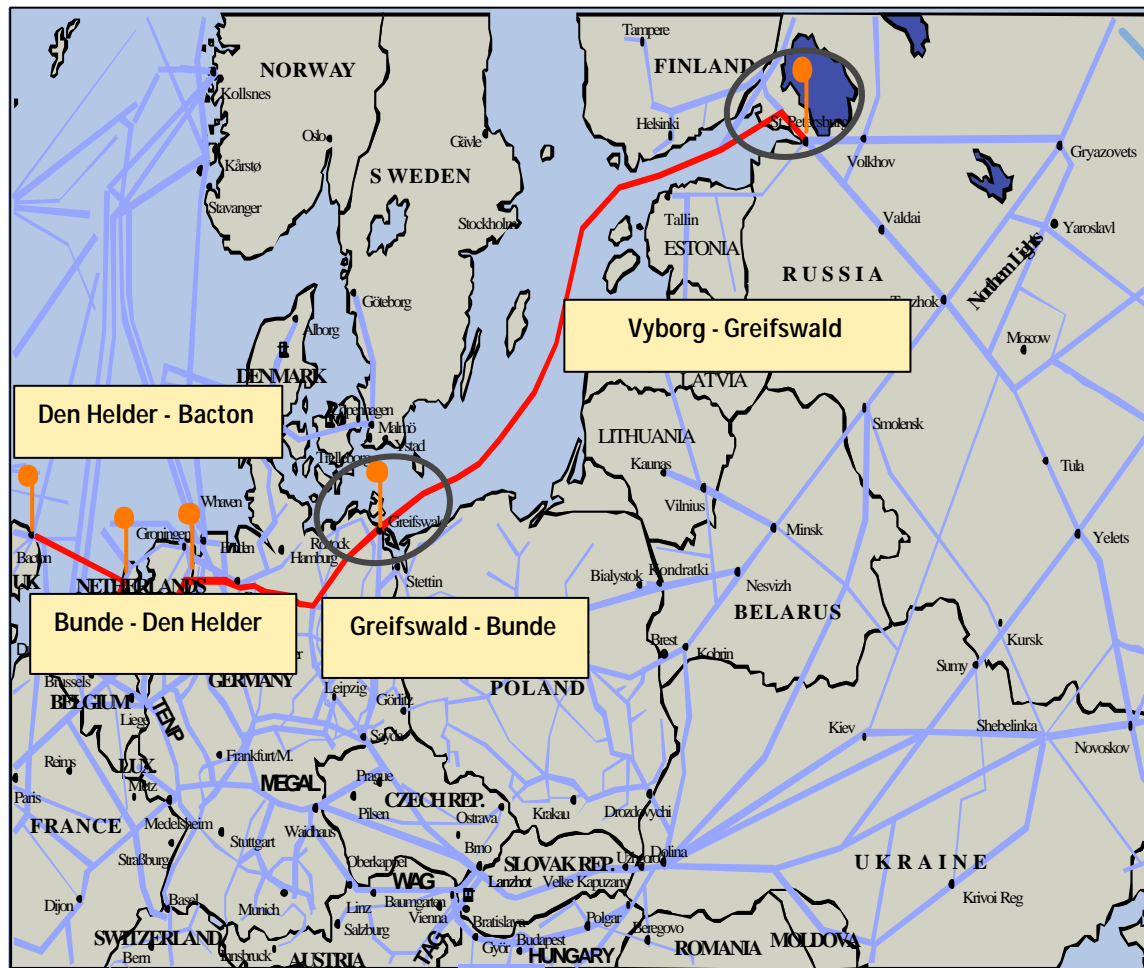 Tampere
NORWAY
FINLAND
Kollsnes
Oslo
Helsinki
St. Petersburg
Gävle
Volkhov
Gryazovets
Kårstø
SWEDEN
Stavanger
Stockholm
Tallin
Valdai
Yaroslavl
ESTONIA
Northern Lights
RUSSIA
Göteborg
Alborg
Vyborg - Greifswald
Moscow
DENMARK
LATVIA
Den Helder - Bacton
Malmö
Ystad
Smolensk
LITHUANIA
Kaunas
Tula
Whaven
Vilnius
Greifswald
Minsk
Groningen
Rostock
Yelets
Bacton
Hamburg
UK
NETHERLANDS
Stettin
Bialystok
Kondratki
Nesvizh
BELARUS
Bunde - Den Helder
Greifswald - Bunde
Kursk
Brest
Kobrin
Sumy
Brussels
GERMANY
POLAND
BELGIUM
Leipzig
Görlitz
Liege
TENP
Kiev
Shebelinka
Novoskov
Sayda
Frankfurt/M.
Reims
LUX.
Metz
MEGAL
Prague
Paris
CZECH REP.
Krakau
Drozdovychi
FRANCE
Medelsheim
Pilsen
Waidhaus
Ostrava
Stuttgart
Straßburg
Brno
Oberkappel
SLOVAK REP.
Dolina
UKRAINE
WAG
Lanzhot
Velke Kapuzany
Dijon
Basel
Munich
Linz
Baumgarten
Vienna
Krivoi Reg
Salzburg
Bratislava
Polgar
SWITZERLAND
TAG
Györ
Budapest
Beregovo
MOLDOVA
Bern
Innsbruck
AUSTRIA
HUNGARY
ROMANIA